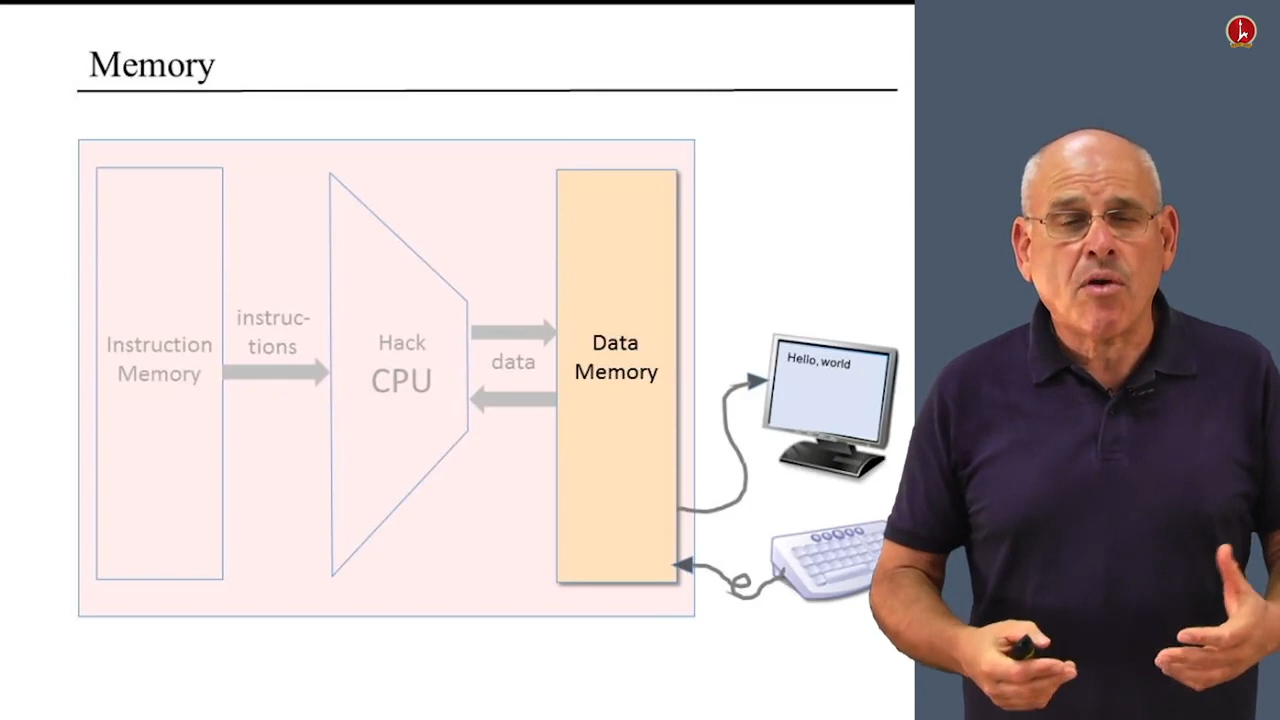 Memory
Instruction
Memory
instruc-
tions
Hack
CPU
data
Data
Memory
Hello, world